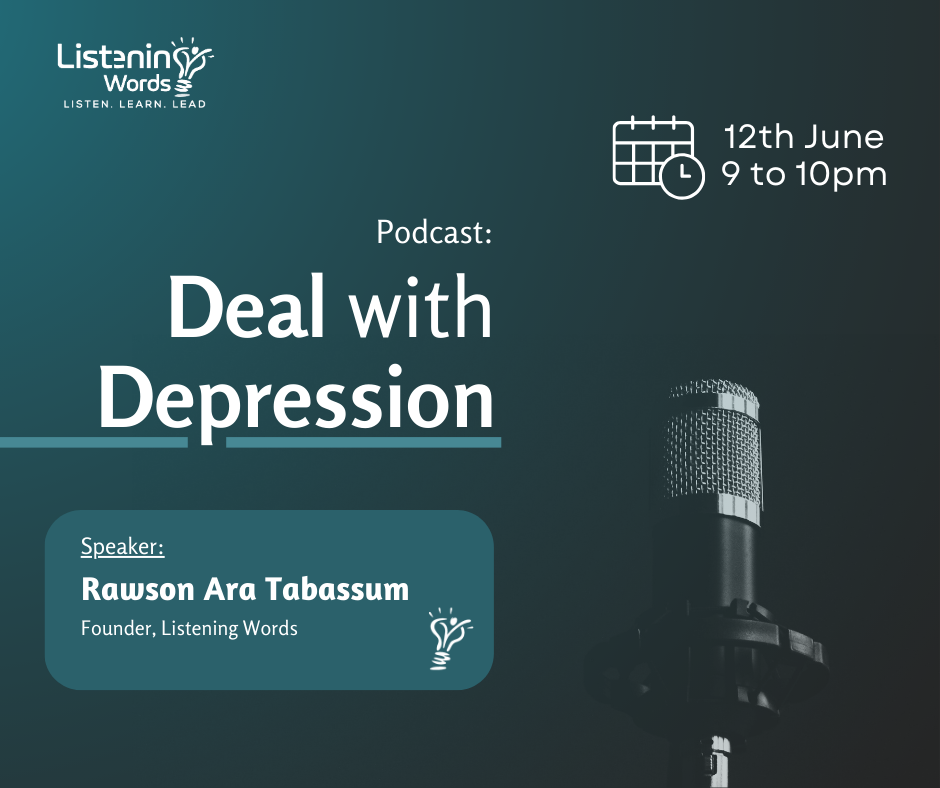 Listening
Words
LISTEN. LEARN. LEAD
12th June
9 to 10pm
Podcast:
Deal with
Depression
Speaker:
Rawson Ara Tabassum
Founder, Listening Words